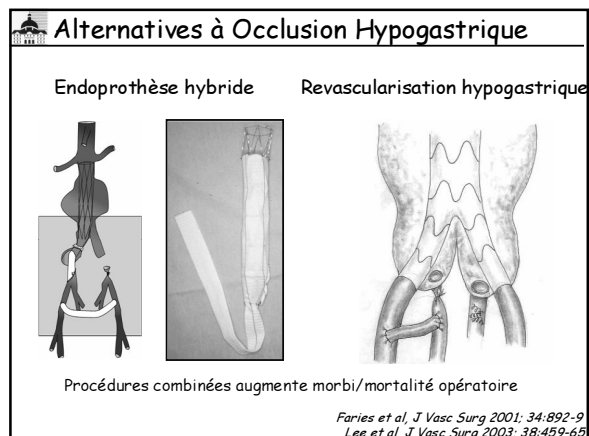 Alternatives à Occlusion Hypogastrique
Endoprothèse hybride
Revascularisation hypogastrique
Procédures combinées augmente morbi/mortalité opératoire
Faries et al, J Vasc Surg 2001; 34:892-9
Lee et al, J Vasc Surg 2003; 38:459-65